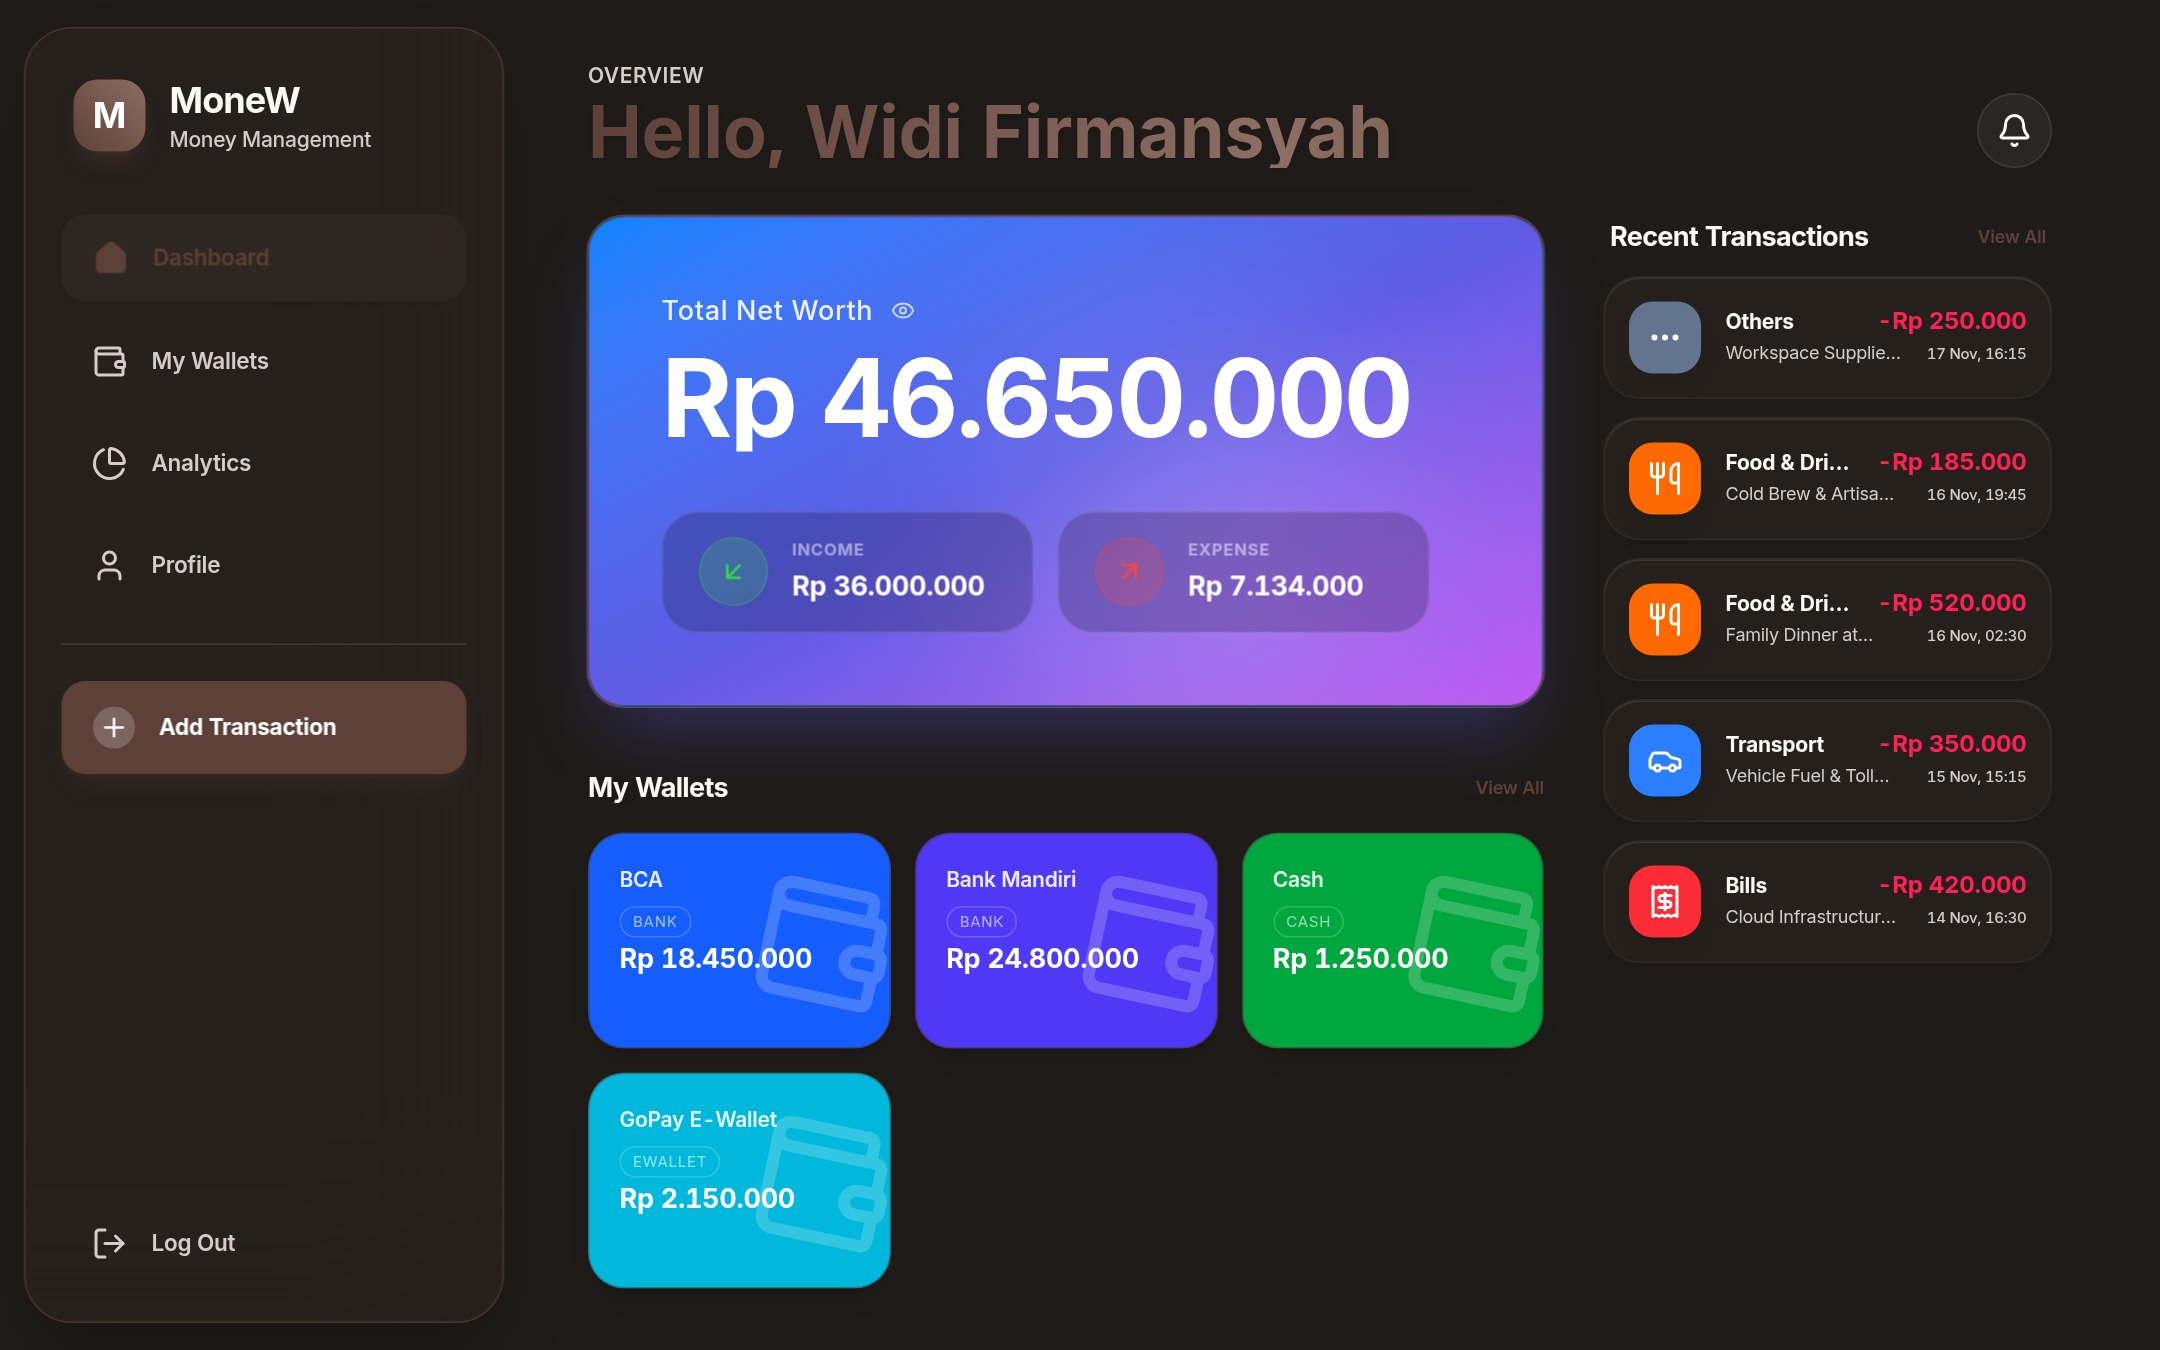 M
MoneW
Money Management
Dashboard
My Wallets
Analytics
Profile
Add Transaction
Log Out
OVERVIEW
Hello, Widi Firmansyah
Total Net Worth
Rp 46.650.000
INCOME
Rp 36.000.000
EXPENSE
Rp 7.134.000
My Wallets
View All
BCA
BANK
Rp 18.450.000
Bank Mandiri
BANK
Rp 24.800.000
Cash
CASH
Rp 1.250.000
GoPay E-Wallet
EWALLET
Rp 2.150.000
Recent Transactions
View All
Others
-Rp 250.000
Workspace Supplie...
17 Nov, 16:15
Food & Dri...
-Rp 185.000
Cold Brew & Artisa...
16 Nov, 19:45
Food & Dri...
-Rp 520.000
Family Dinner at...
16 Nov, 02:30
Transport
-Rp 350.000
Vehicle Fuel & Toll...
15 Nov, 15:15
Bills
-Rp 420.000
Cloud Infrastructur...
14 Nov, 16:30